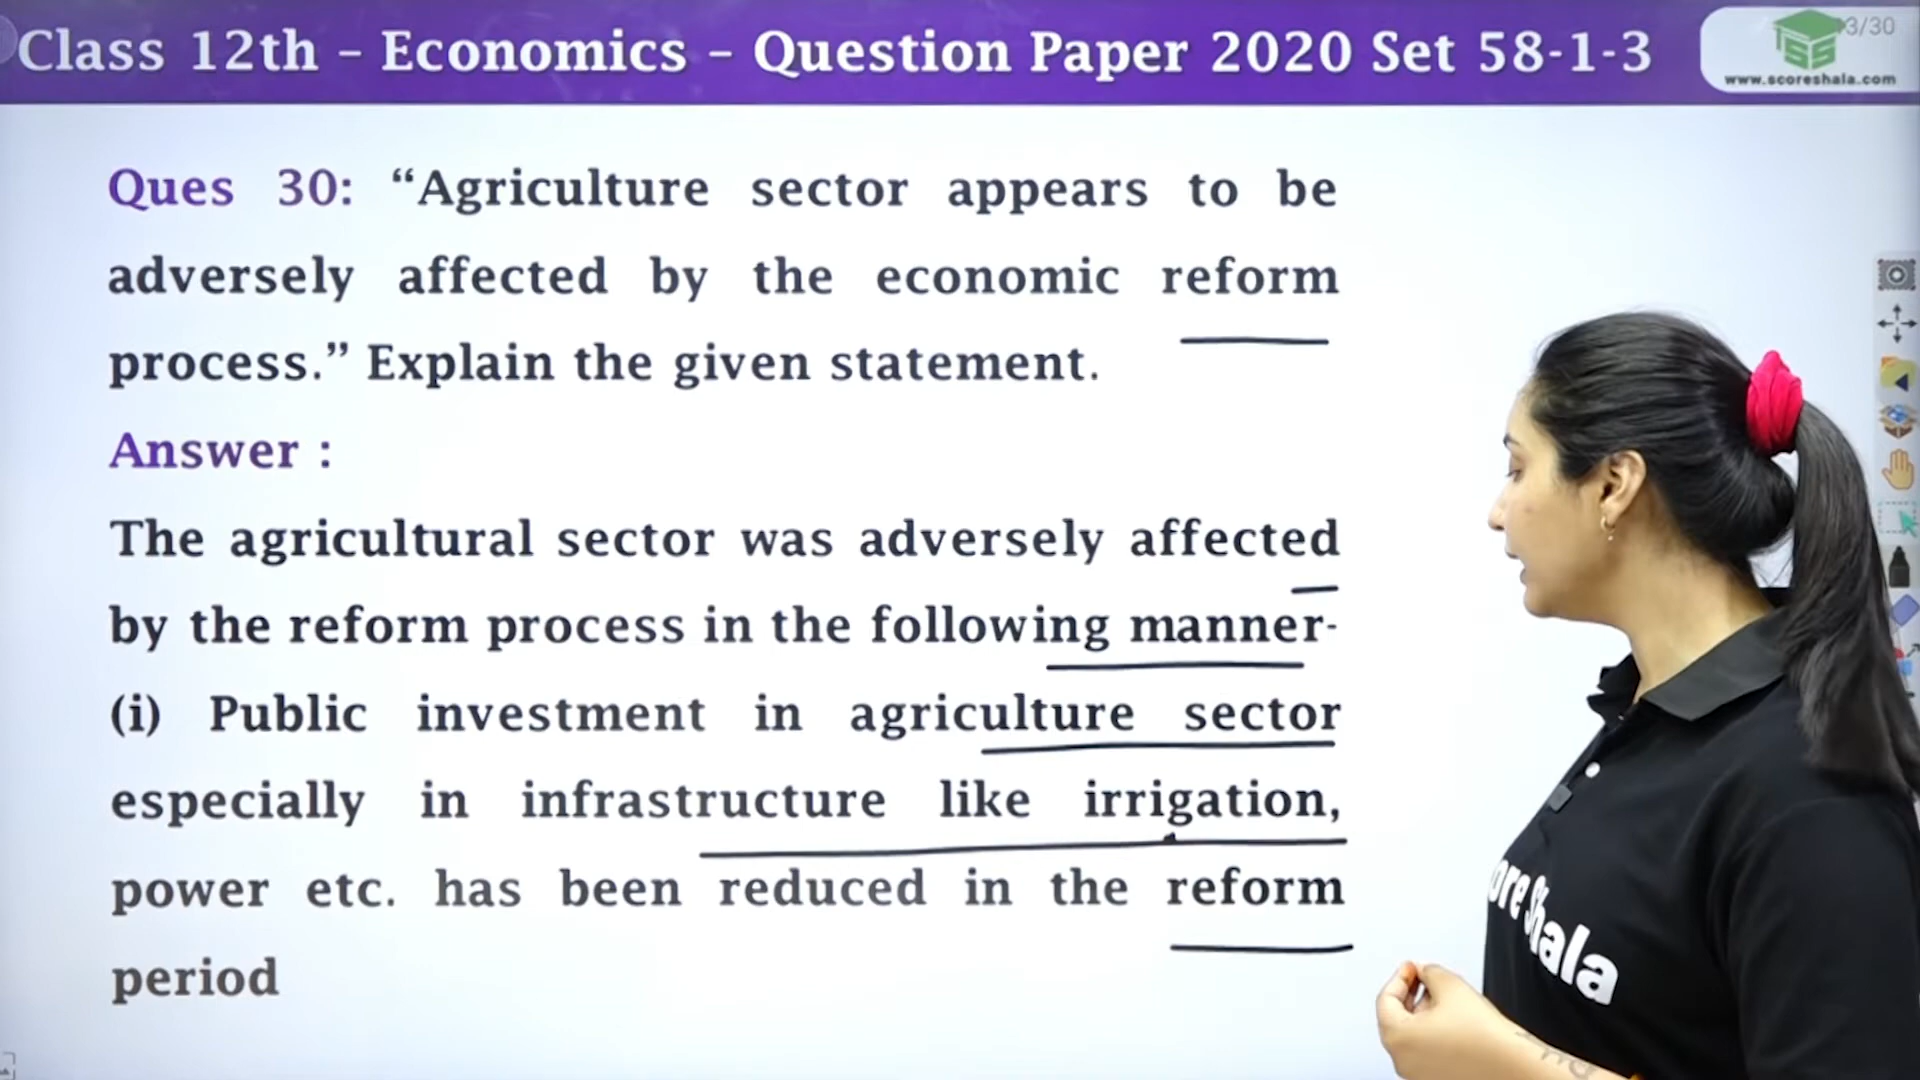 Class 12th – Economics – Question Paper 2020 Set 58-1-3
3/30
SS
www.scoreshala.com
Ques 30: “Agriculture sector appears to be
adversely affected by the economic reform
process.” Explain the given statement.
Answer :
The agricultural sector was adversely affected
by the reform process in the following manner-
(i) Public investment in agriculture sector
especially in infrastructure like irrigation,
power etc. has been reduced in the reform
period
ore Shala